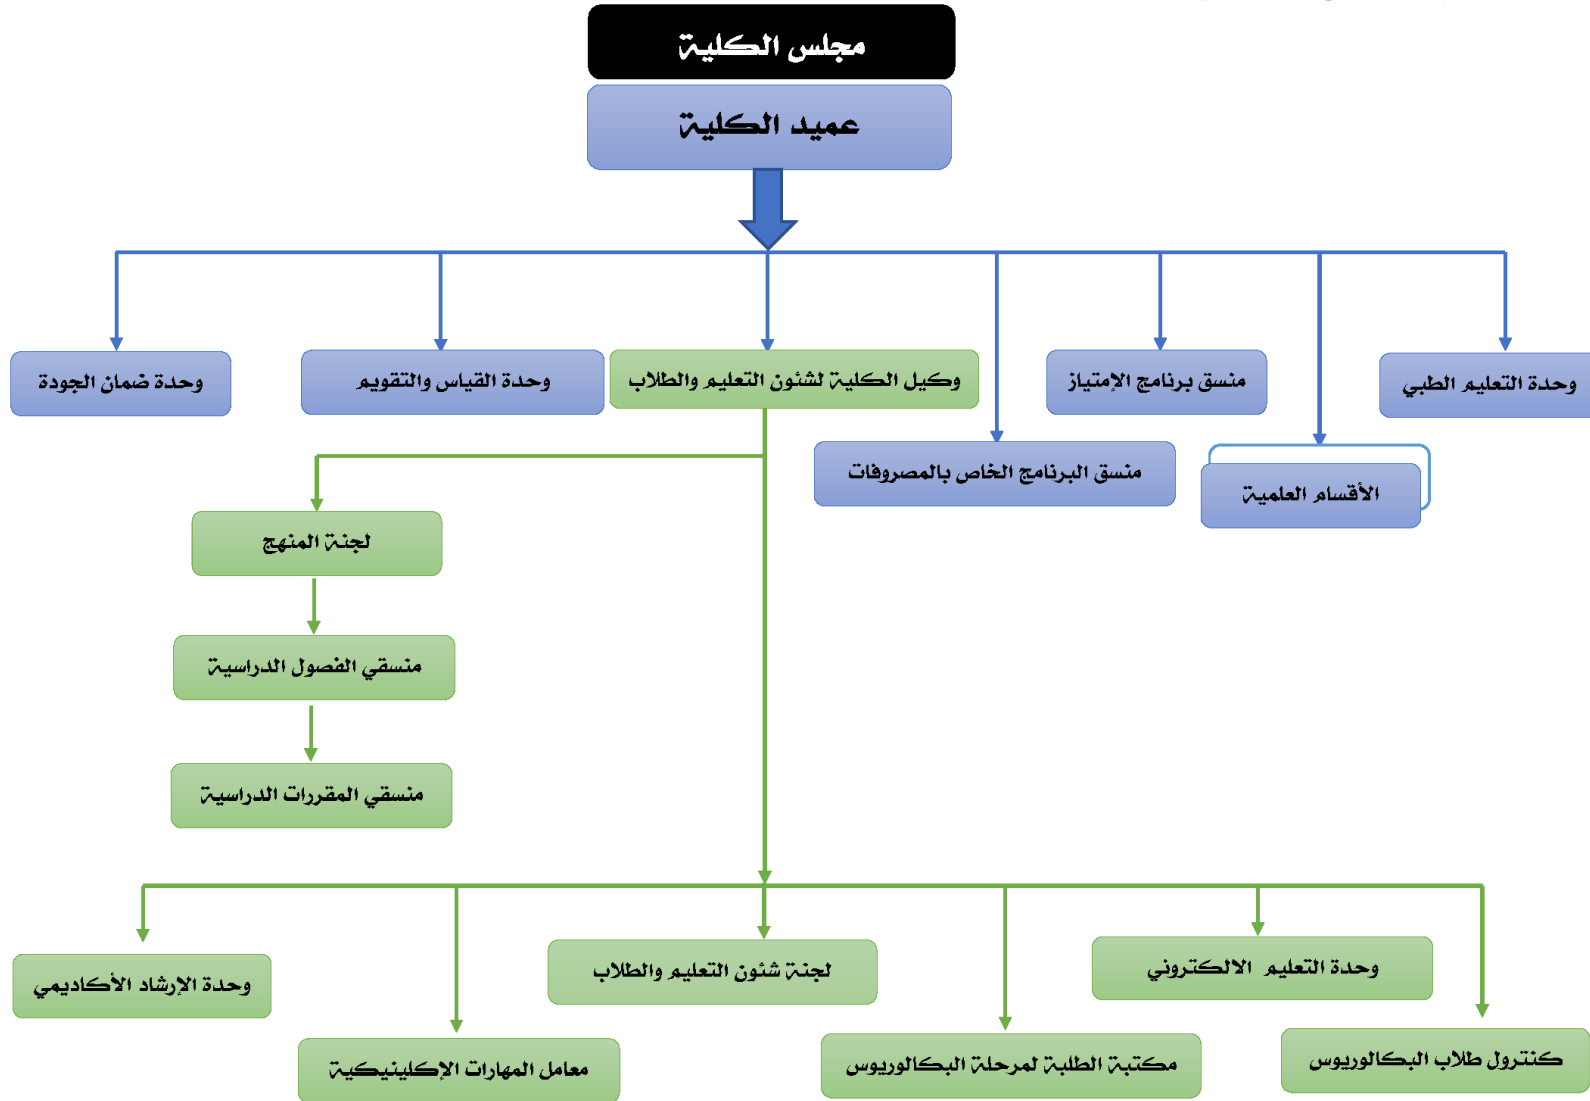 مجلس الكلية
عميد الكلية
وحدة التعليم الطبي
منسق برنامج الإمتياز
وكيل الكلية لشئون التعليم والطلاب
وحدة القياس والتقويم
وحدة ضمان الجودة
الأقسام العلمية
منسق البرنامج الخاص بالمصروفات
لجنة المنهج
منسقي الفصول الدراسية
منسقي المقررات الدراسية
وحدة التعليم الالكتروني
لجنة شئون التعليم والطلاب
وحدة الإرشاد الأكاديمي
كنترول طلاب البكالوريوس
مكتبة الطلبة لمرحلة البكالوريوس
معامل المهارات الإكلينيكية